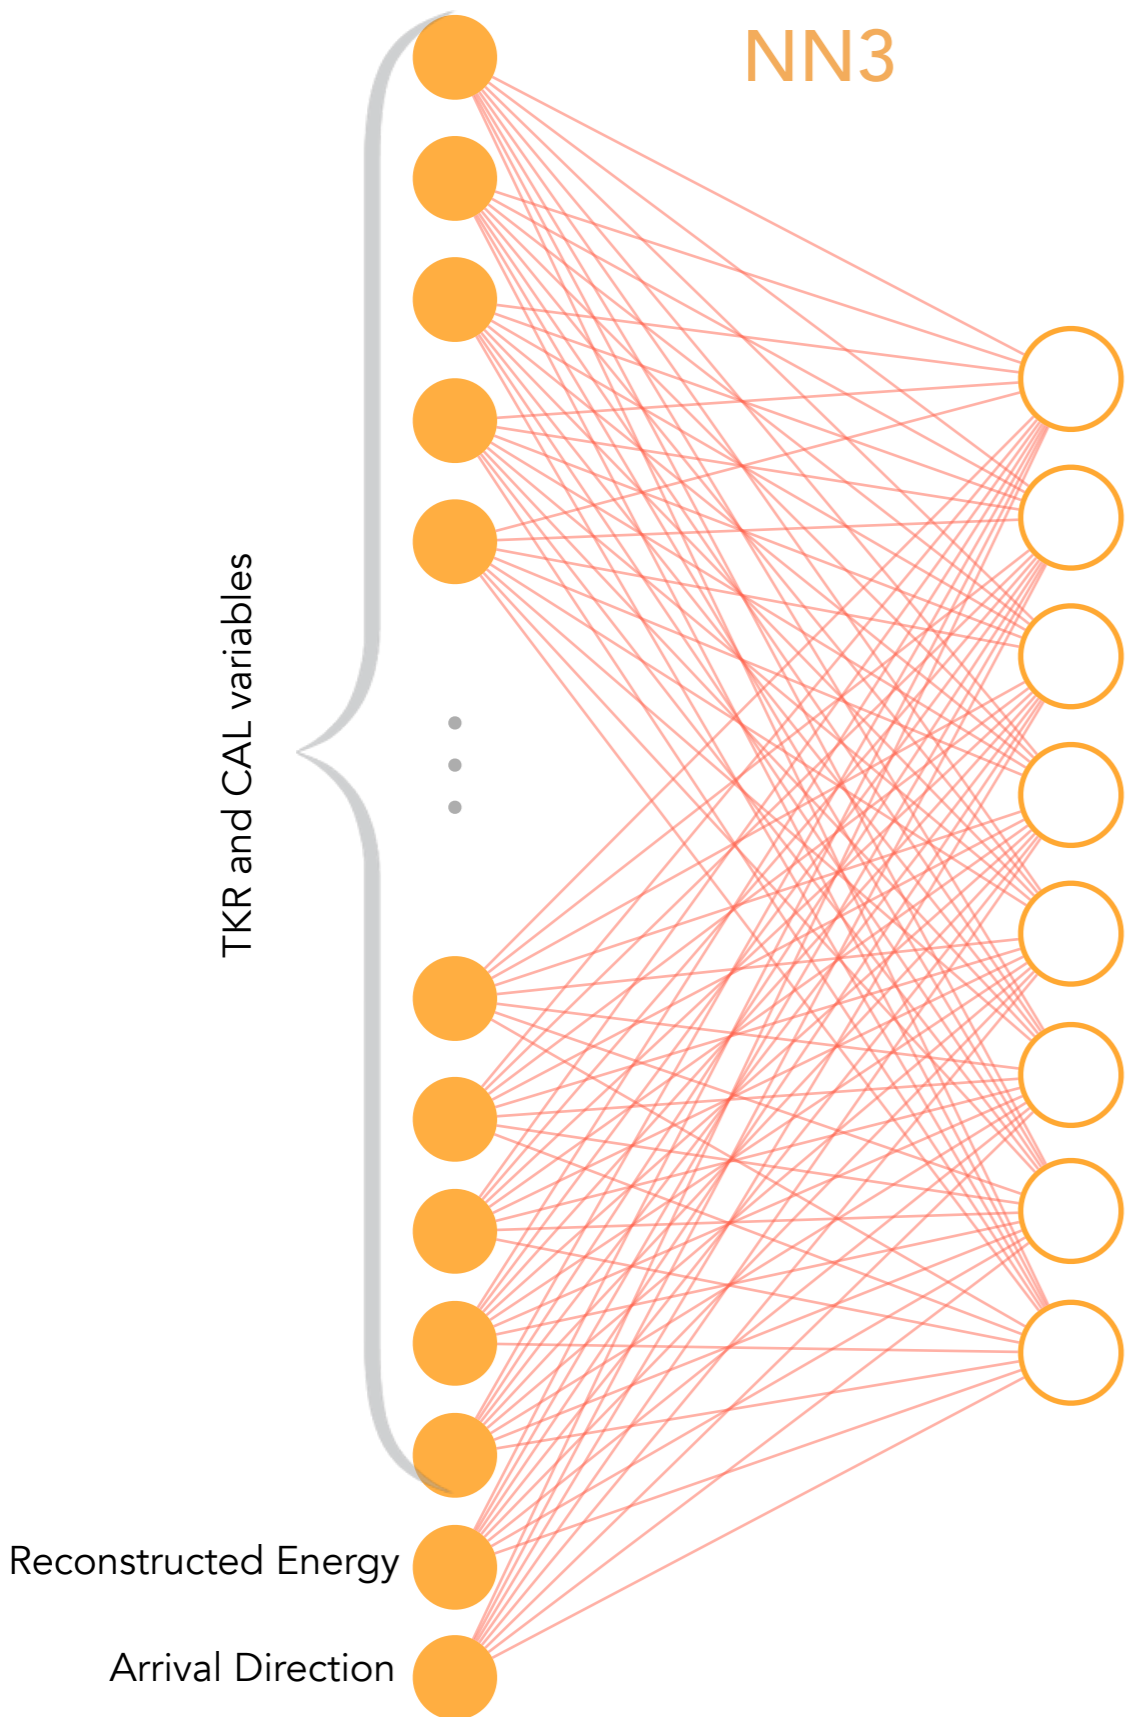 NN3
TKR and CAL variables
Reconstructed Energy
Arrival Direction